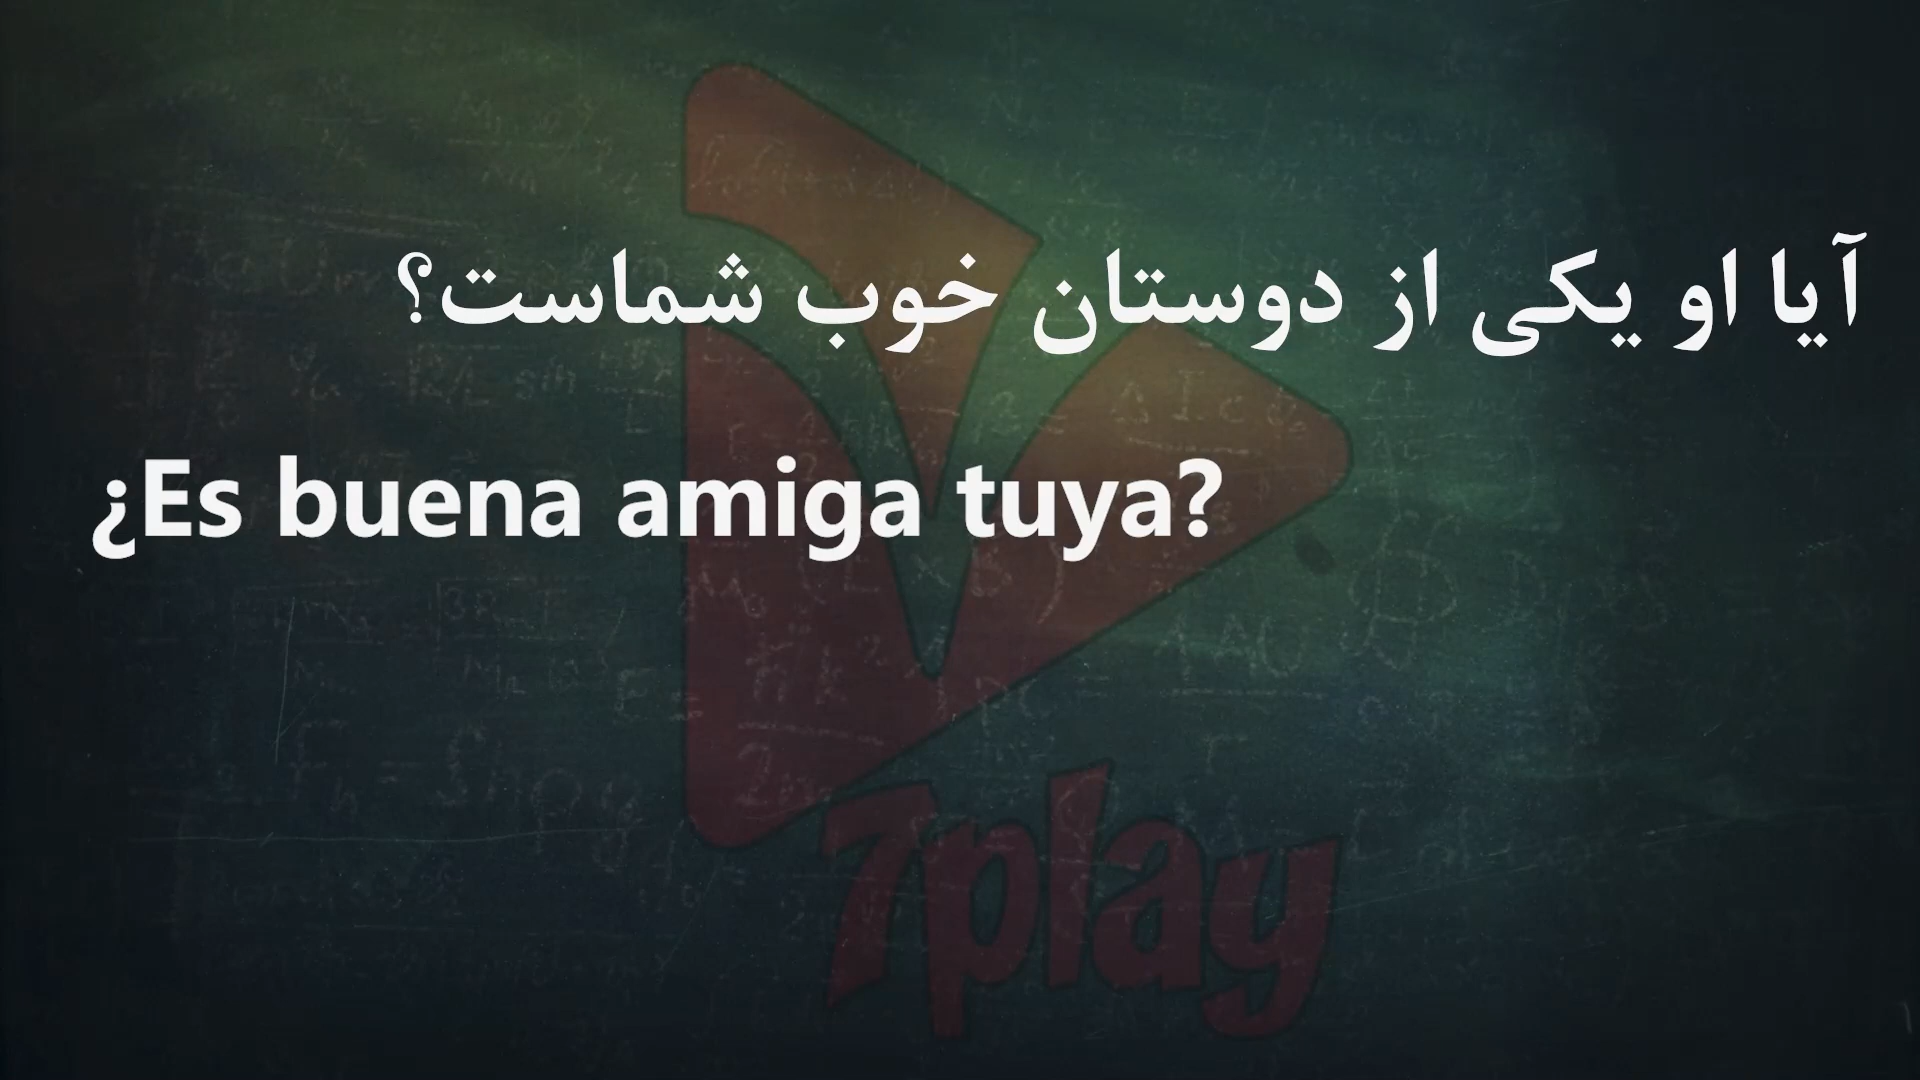 آیا او یکی از دوستان خوب شماست؟
¿Es buena amiga tuya?
7play